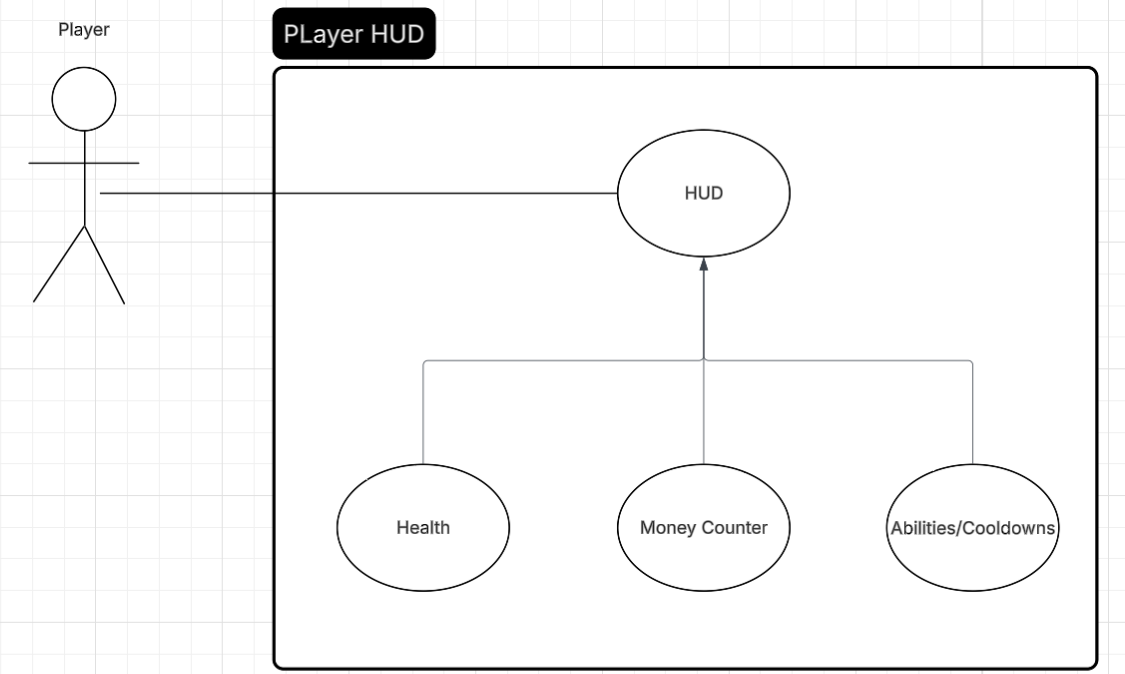 Player
PLayer HUD
HUD
Health
Money Counter
Abilities/Cooldowns